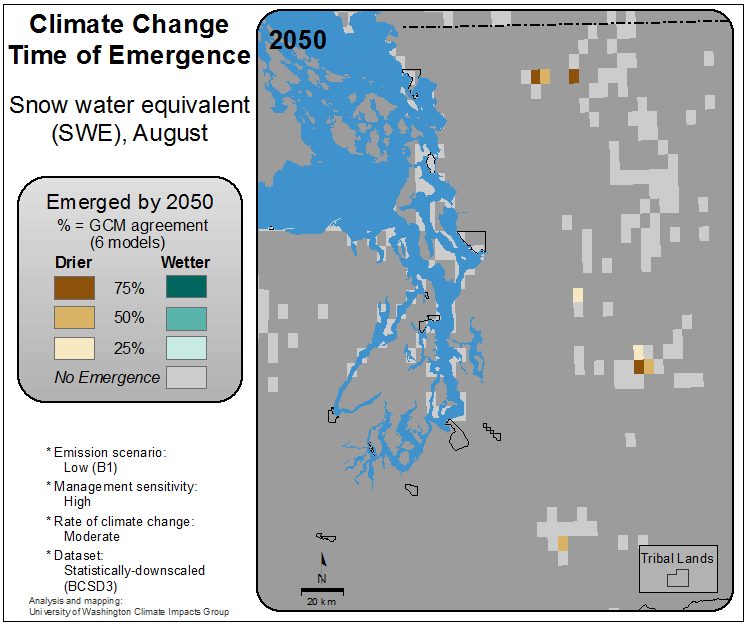 Climate Change
Time of Emergence
Snow water equivalent
(SWE), August
Emerged by 2050
% = GCM agreement
(6 models)
Drier Wetter
75%
50%
25%
No Emergence
* Emission scenario:
Low (B1)
* Management sensitivity:
High
* Rate of climate change:
Moderate
* Dataset:
Statistically-downscaled
(BCSD3)
Analysis and mapping:
University of Washington Climate Impacts Group
2050
N
20 km
Tribal Lands